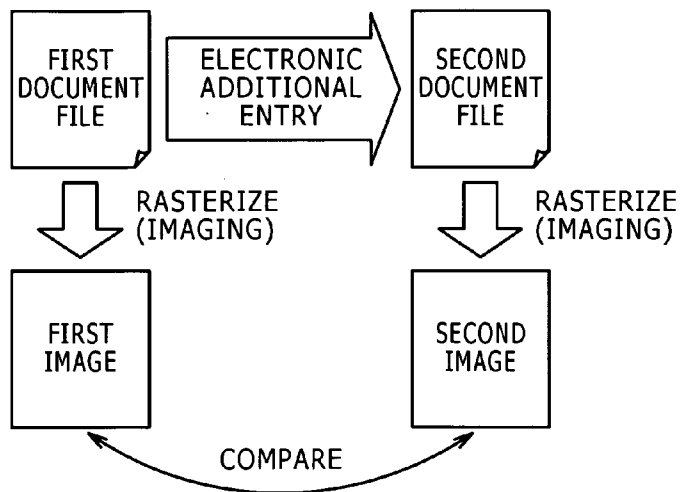 FIRST
DOCUMENT
FILE
ELECTRONIC
ADDITIONAL
ENTRY
SECOND
DOCUMENT
FILE
RASTERIZE
(IMAGING)
RASTERIZE
(IMAGING)
FIRST
IMAGE
SECOND
IMAGE
COMPARE